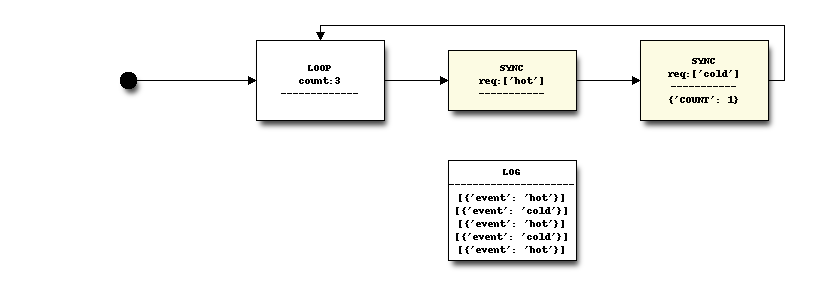 LOOP
count:3
-------------
SYNC
req:['hot']
-----------
SYNC
req:['cold']
-----------
{'COUNT': 1}
LOG
---------------------
[{'event': 'hot'}]
[{'event': 'cold'}]
[{'event': 'hot'}]
[{'event': 'cold'}]
[{'event': 'hot'}]